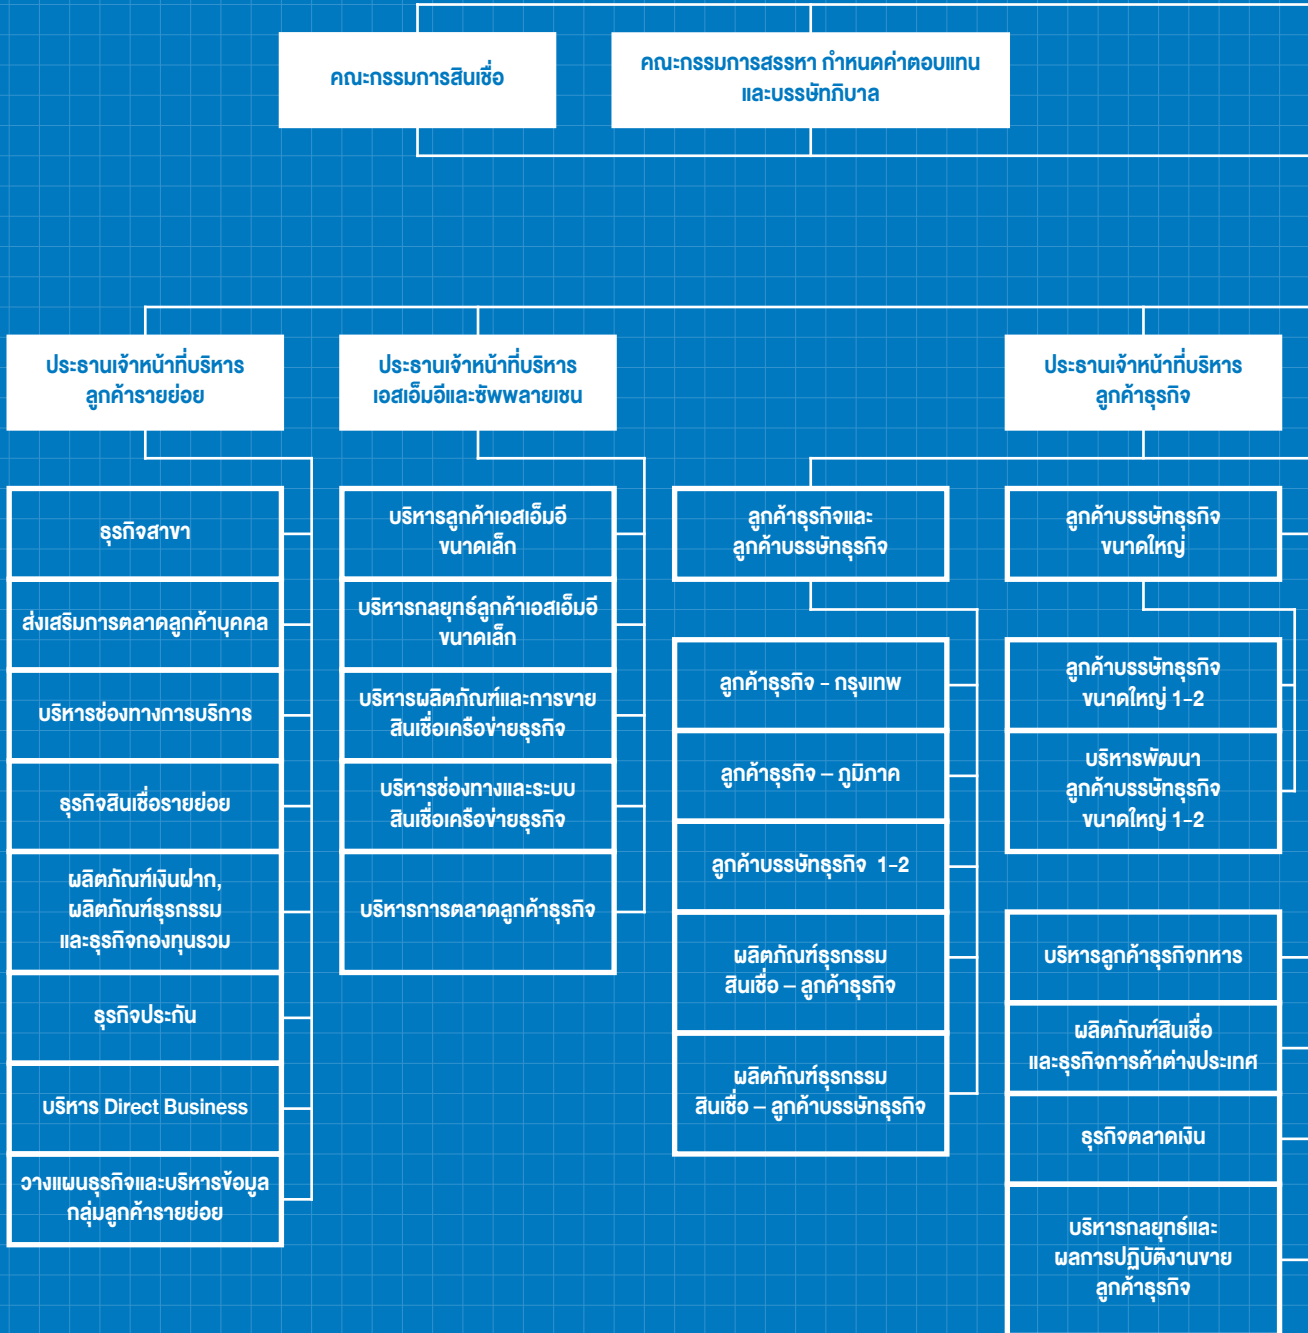 คณะกรรมการสินเชื่อ
คณะกรรมการสรรหา กำหนดค่าตอบแทน
และบรรษัทภิบาล
ประธานเจ้าหน้าที่บริหาร
ลูกค้ารายย่อย
ธุรกิจสาขา
ส่งเสริมการตลาดลูกค้าบุคคล
บริหารช่องทางการบริการ
ธุรกิจสินเชื่อรายย่อย
ผลิตภัณฑ์เงินฝาก,
ผลิตภัณฑ์ธุรกรรม
และธุรกิจกองทุนรวม
ธุรกิจประกัน
บริหาร Direct Business
วางแผนธุรกิจและบริหารข้อมูล
กลุ่มลูกค้ารายย่อย
ประธานเจ้าหน้าที่บริหาร
เอสเอ็มอีและซัพพลายเชน
บริหารลูกค้าเอสเอ็มอี
ขนาดเล็ก
บริหารกลยุทธ์ลูกค้าเอสเอ็มอี
ขนาดเล็ก
บริหารผลิตภัณฑ์และการขาย
สินเชื่อเครือข่ายธุรกิจ
บริหารช่องทางและระบบ
สินเชื่อเครือข่ายธุรกิจ
บริหารการตลาดลูกค้าธุรกิจ
ประธานเจ้าหน้าที่บริหาร
ลูกค้าธุรกิจ
ลูกค้าธุรกิจและ
ลูกค้าบรรษัทธุรกิจ
ลูกค้าธุรกิจ - กรุงเทพ
ลูกค้าธุรกิจ – ภูมิภาค
ลูกค้าบรรษัทธุรกิจ 1-2
ผลิตภัณฑ์ธุรกรรม
สินเชื่อ – ลูกค้าธุรกิจ
ผลิตภัณฑ์ธุรกรรม
สินเชื่อ – ลูกค้าบรรษัทธุรกิจ
ลูกค้าบรรษัทธุรกิจ
ขนาดใหญ่
ลูกค้าบรรษัทธุรกิจ
ขนาดใหญ่ 1-2
บริหารพัฒนา
ลูกค้าบรรษัทธุรกิจ
ขนาดใหญ่ 1-2
บริหารลูกค้าธุรกิจทหาร
ผลิตภัณฑ์สินเชื่อ
และธุรกิจการค้าต่างประเทศ
ธุรกิจตลาดเงิน
บริหารกลยุทธ์และ
ผลการปฏิบัติงานขาย
ลูกค้าธุรกิจ